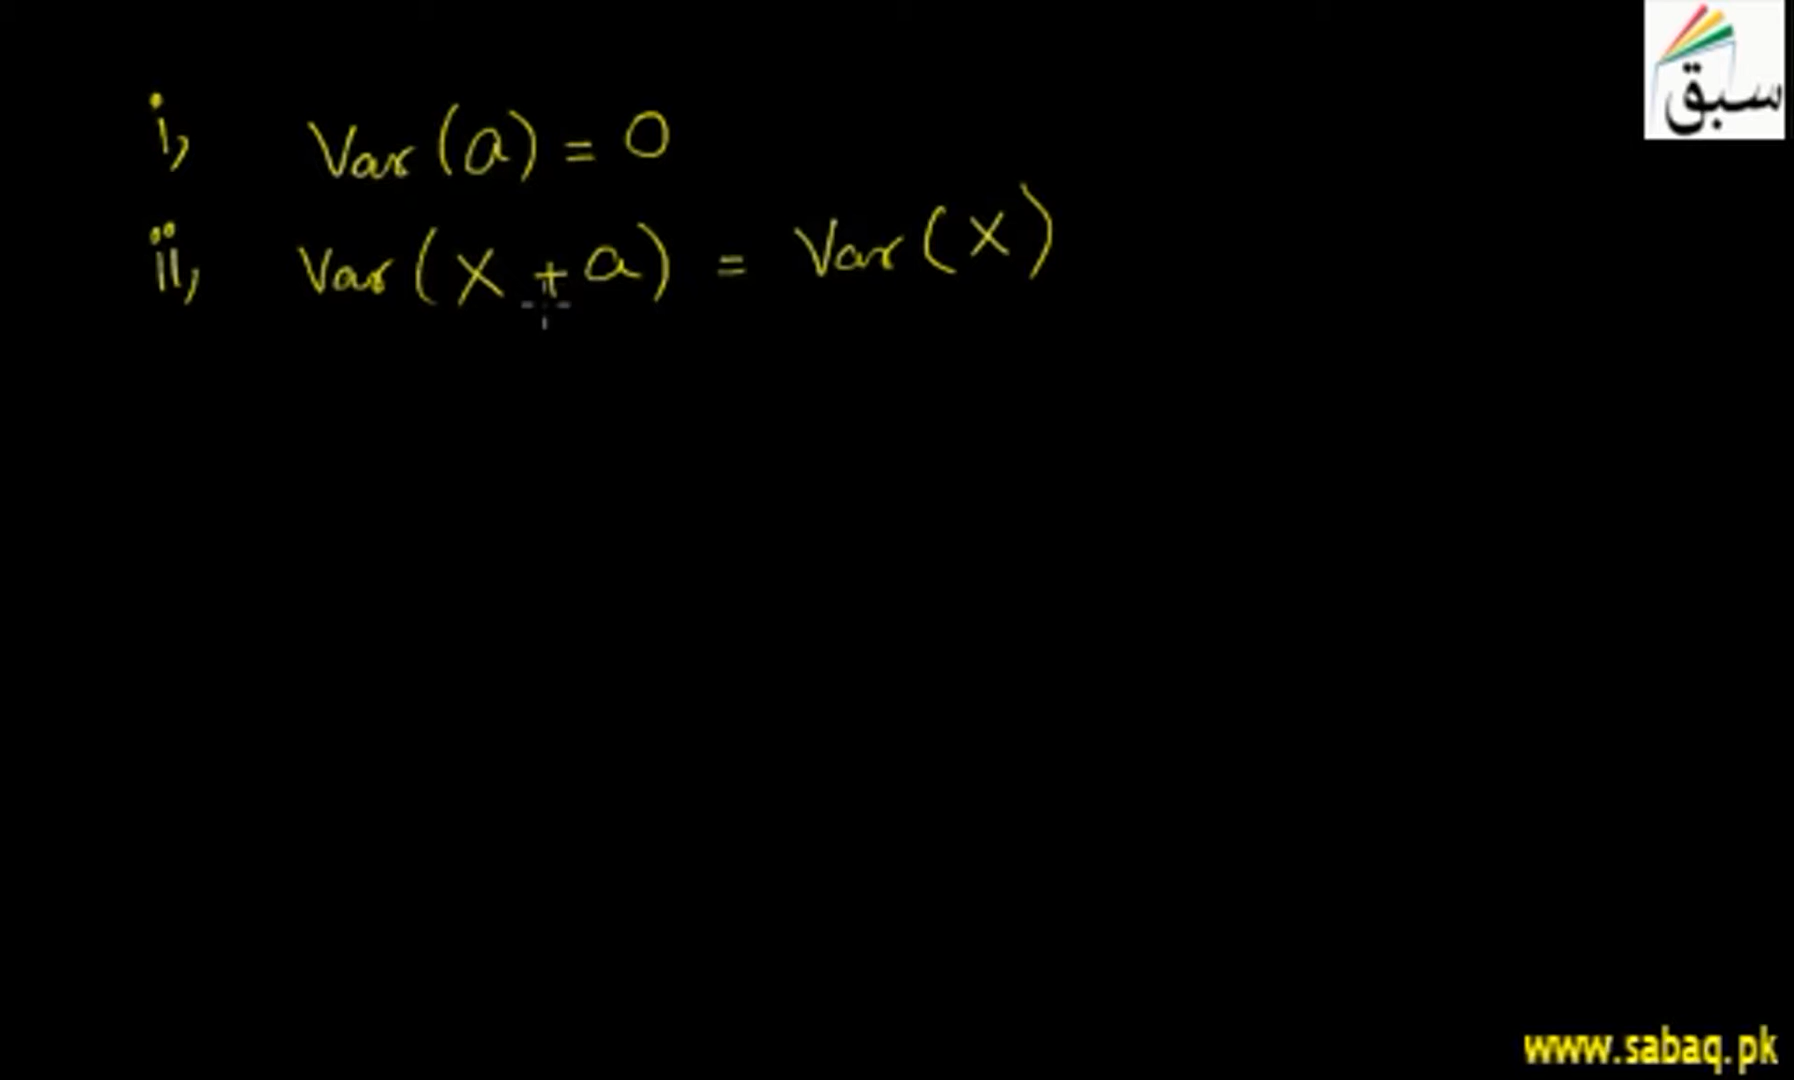 سبق
i, Var(a) = 0
ii, Var(X + a) = Var(X)
www.sabaq.pk